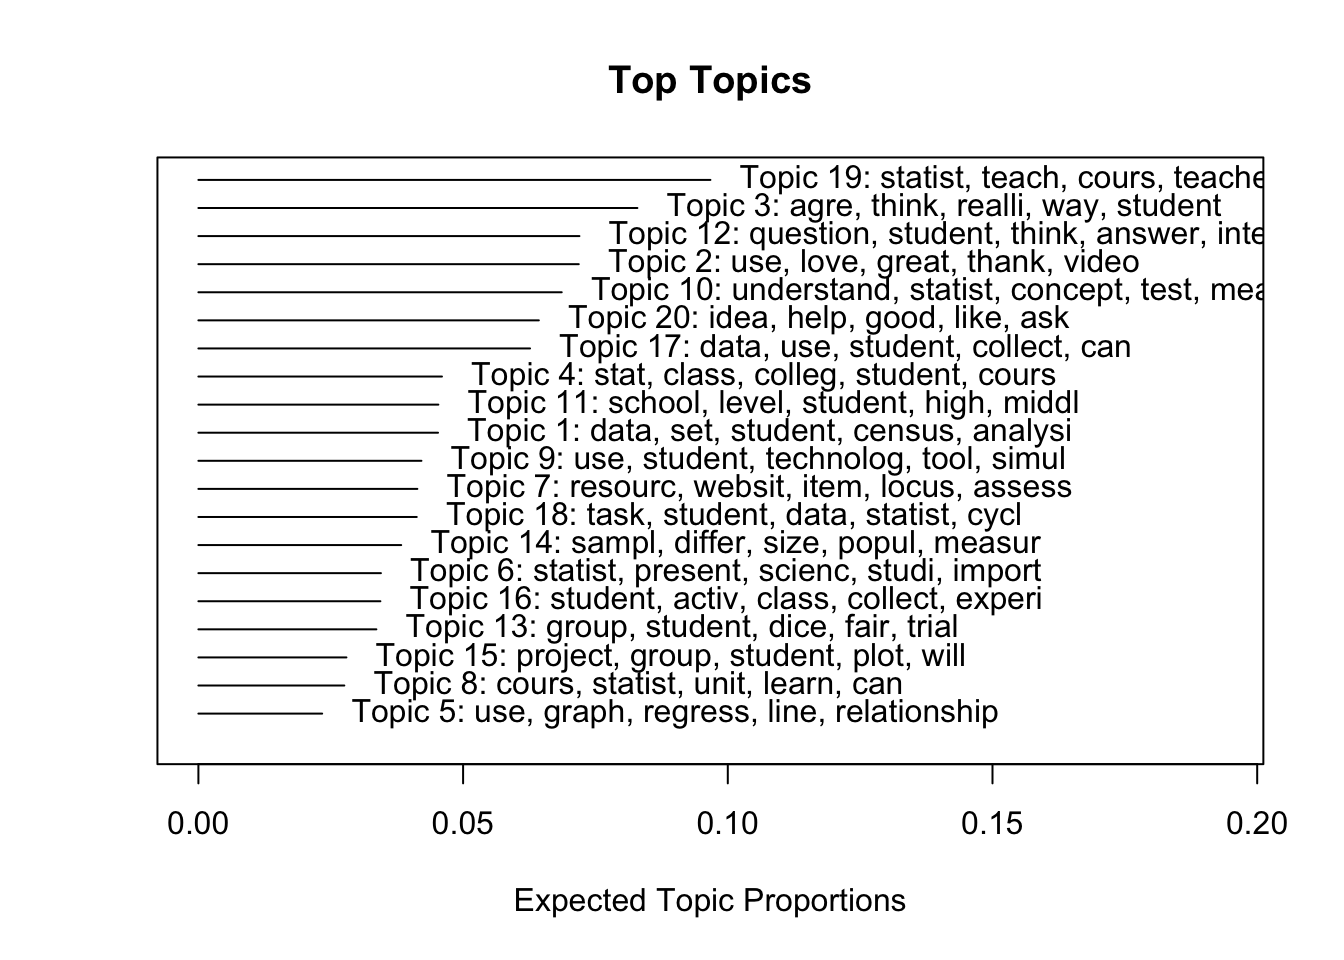 Top Topics
Topic 19: statist, teach, cours, teache
Topic 3: agre, think, realli, way, student
Topic 12: question, student, think, answer, inte
Topic 2: use, love, great, thank, video
Topic 10: understand, statist, concept, test, mea
Topic 20: idea, help, good, like, ask
Topic 17: data, use, student, collect, can
Topic 4: stat, class, colleg, student, cours
Topic 11: school, level, student, high, middl
Topic 1: data, set, student, census, analysi
Topic 9: use, student, technolog, tool, simul
Topic 7: resourc, websit, item, locus, assess
Topic 18: task, student, data, statist, cycl
Topic 14: sampl, differ, size, popul, measur
Topic 6: statist, present, scienc, studi, import
Topic 16: student, activ, class, collect, experi
Topic 13: group, student, dice, fair, trial
Topic 15: project, group, student, plot, will
Topic 8: cours, statist, unit, learn, can
Topic 5: use, graph, regress, line, relationship
0.00 0.05 0.10 0.15 0.20
Expected Topic Proportions